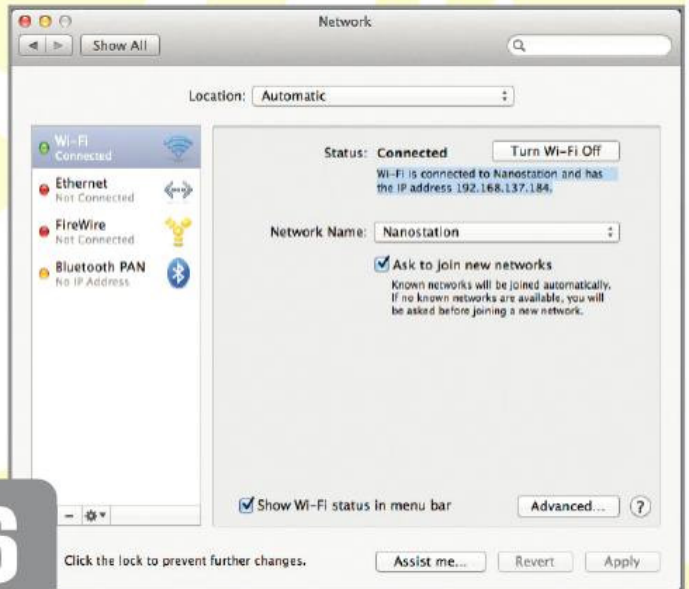 Network
Show All
Location: Automatic
Wi-Fi
Connected
Ethernet
Not Connected
FireWire
Not Connected
Bluetooth PAN
No IP Address
Status: Connected
Turn Wi-Fi Off
Wi-Fi is connected to Nanostation and has
the IP address 192.168.137.184.
Network Name: Nanostation
Ask to join new networks
Known networks will be joined automatically.
If no known networks are available, you will
be asked before joining a new network.
Show Wi-Fi status in menu bar
Advanced... ?
6
Click the lock to prevent further changes.
Assist me... Revert Apply